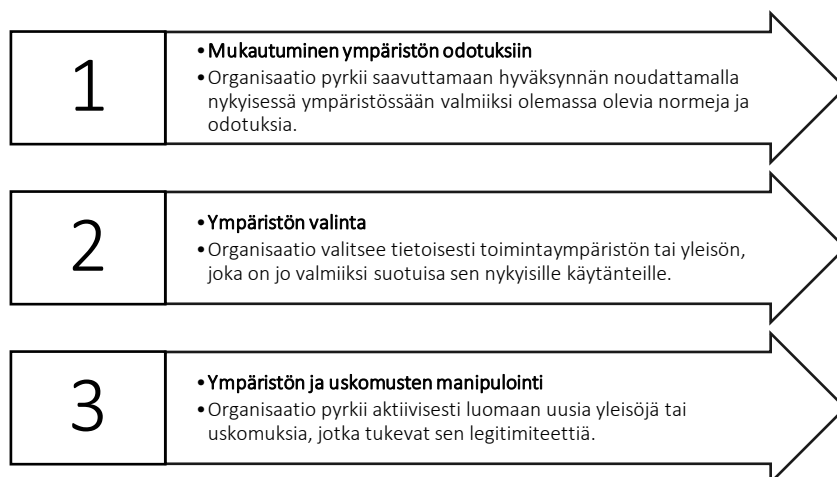 1
• Mukautuminen ympäristön odotuksiin
• Organisaatio pyrkii saavuttamaan hyväksynnän noudattamalla
nykyisessä ympäristössään valmiiksi olemassa olevia normeja ja
odotuksia.
2
• Ympäristön valinta
• Organisaatio valitsee tietoisesti toimintaympäristön tai yleisön,
joka on jo valmiiksi suotuisa sen nykyisille käytänteille.
3
• Ympäristön ja uskomusten manipulointi
• Organisaatio pyrkii aktiivisesti luomaan uusia yleisöjä tai
uskomuksia, jotka tukevat sen legitimiteettiä.